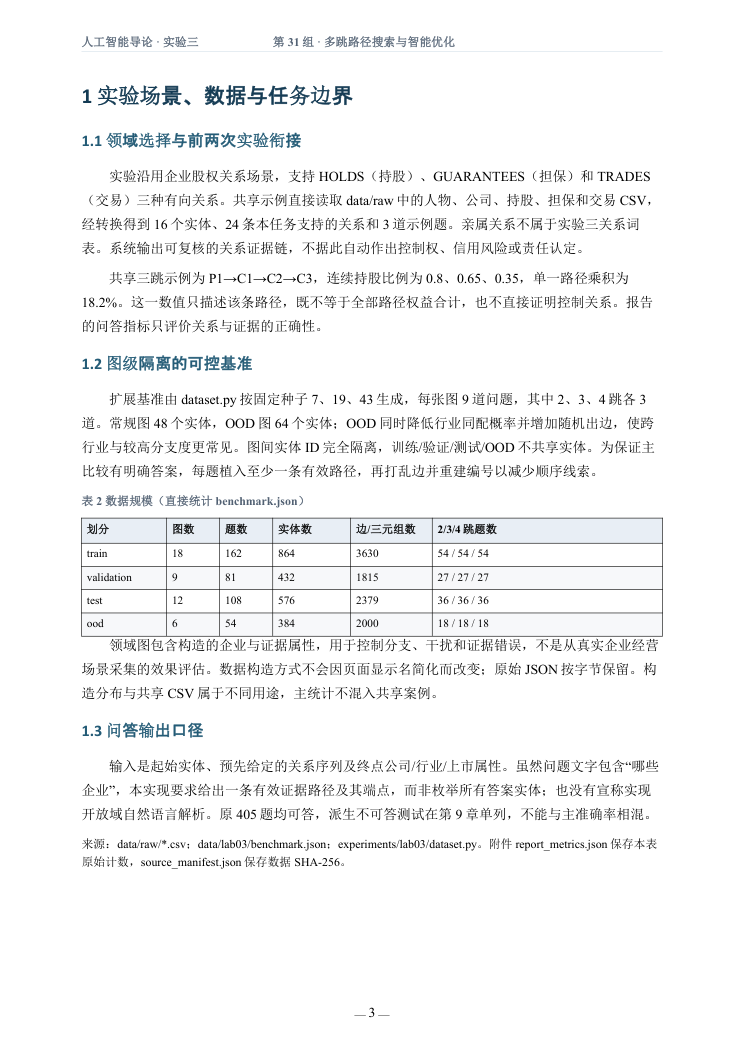 人工智能导论 · 实验三 第 31 组 · 多跳路径搜索与智能优化
1 实验场景、数据与任务边界
1.1 领域选择与前两次实验衔接
实验沿用企业股权关系场景，支持 HOLDS（持股）、GUARANTEES（担保）和 TRADES
（交易）三种有向关系。共享示例直接读取 data/raw 中的人物、公司、持股、担保和交易 CSV，
经转换得到 16 个实体、24 条本任务支持的关系和 3 道示例题。亲属关系不属于实验三关系词
表。系统输出可复核的关系证据链，不据此自动作出控制权、信用风险或责任认定。
共享三跳示例为 P1→C1→C2→C3，连续持股比例为 0.8、0.65、0.35，单一路径乘积为
18.2%。这一数值只描述该条路径，既不等于全部路径权益合计，也不直接证明控制关系。报告
的问答指标只评价关系与证据的正确性。
1.2 图级隔离的可控基准
扩展基准由 dataset.py 按固定种子 7、19、43 生成，每张图 9 道问题，其中 2、3、4 跳各 3
道。常规图 48 个实体，OOD 图 64 个实体；OOD 同时降低行业同配概率并增加随机出边，使跨
行业与较高分支度更常见。图间实体 ID 完全隔离，训练/验证/测试/OOD 不共享实体。为保证主
比较有明确答案，每题植入至少一条有效路径，再打乱边并重建编号以减少顺序线索。
表 2 数据规模（直接统计 benchmark.json）
划分 图数 题数 实体数 边/三元组数 2/3/4 跳题数
train 18 162 864 3630 54 / 54 / 54
validation 9 81 432 1815 27 / 27 / 27
test 12 108 576 2379 36 / 36 / 36
ood 6 54 384 2000 18 / 18 / 18
领域图包含构造的企业与证据属性，用于控制分支、干扰和证据错误，不是从真实企业经营
场景采集的效果评估。数据构造方式不会因页面显示名简化而改变；原始 JSON 按字节保留。构
造分布与共享 CSV 属于不同用途，主统计不混入共享案例。
1.3 问答输出口径
输入是起始实体、预先给定的关系序列及终点公司/行业/上市属性。虽然问题文字包含“哪些
企业”，本实现要求给出一条有效证据路径及其端点，而非枚举所有答案实体；也没有宣称实现
开放域自然语言解析。原 405 题均可答，派生不可答测试在第 9 章单列，不能与主准确率相混。
来源：data/raw/*.csv；data/lab03/benchmark.json；experiments/lab03/dataset.py。附件 report_metrics.json 保存本表
原始计数，source_manifest.json 保存数据 SHA-256。
— 3 —